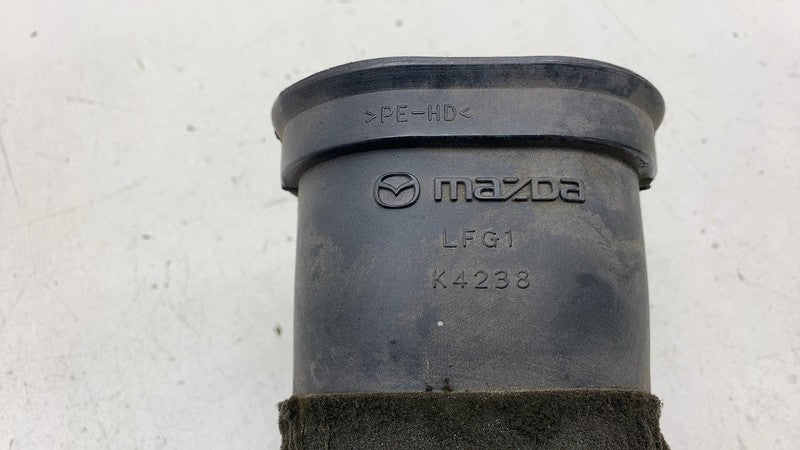 >PE-HD<
mazda
LFG1
K4238